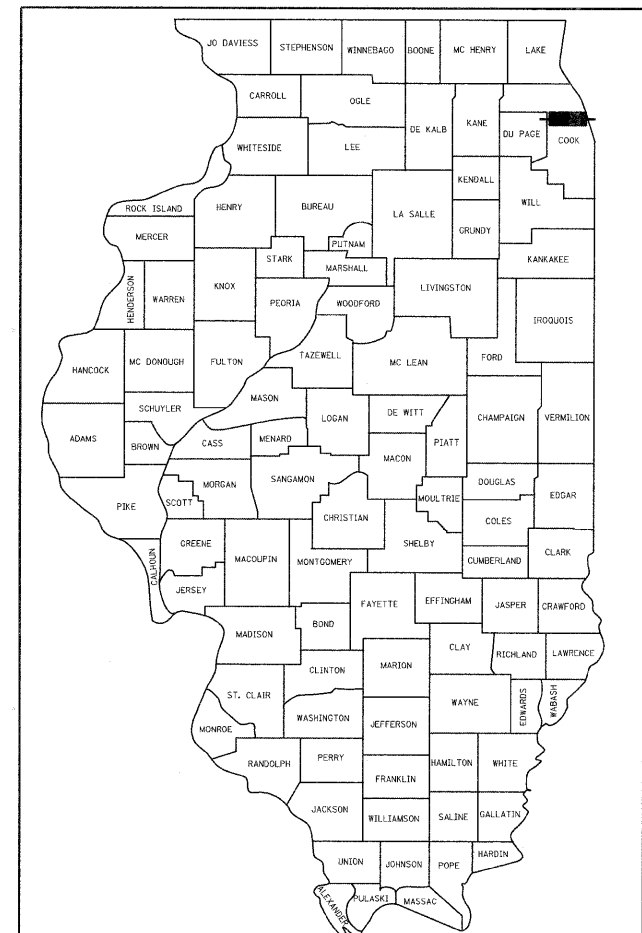 JO DAVIESS
STEPHENSON
WINNEBAGO
BOONE
MC HENRY
LAKE
CARROLL
OGLE
DE KALB
KANE
DU PAGE
COOK
WHITESIDE
LEE
KENDALL
WILL
ROCK ISLAND
HENRY
BUREAU
LA SALLE
GRUNDY
MERCER
PUTNAM
STARK
MARSHALL
KANKAKEE
HENDERSON
WARREN
KNOX
PEORIA
WOODFORD
LIVINGSTON
IROQUOIS
HANCOCK
MC DONOUGH
FULTON
TAZEWELL
MC LEAN
FORD
MASON
SCHUYLER
LOGAN
DE WITT
CHAMPAIGN
VERMILION
ADAMS
BROWN
CASS
MENARD
PIATT
MACON
MORGAN
SANGAMON
DOUGLAS
PIKE
SCOTT
MOULTRIE
EDGAR
CHRISTIAN
COLES
GREENE
SHELBY
CALHOUN
MACOUPIN
MONTGOMERY
CUMBERLAND
CLARK
JERSEY
FAYETTE
EFFINGHAM
JASPER
CRAWFORD
MADISON
BOND
CLAY
RICHLAND
LAWRENCE
CLINTON
MARION
ST. CLAIR
WAYNE
EDWARDS
WABASH
WASHINGTON
JEFFERSON
MONROE
RANDOLPH
PERRY
HAMILTON
WHITE
FRANKLIN
JACKSON
WILLIAMSON
SALINE
GALLATIN
UNION
JOHNSON
POPE
HARDIN
ALEXANDER
PULASKI
MASSAC